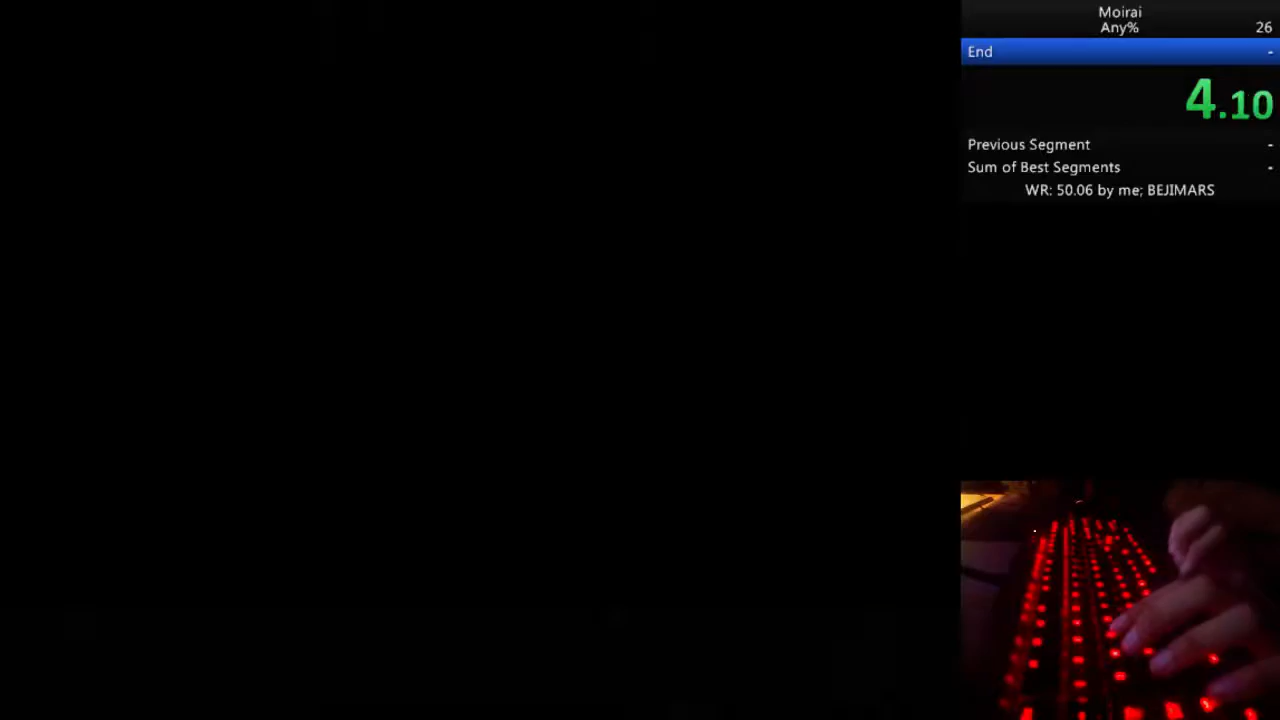 Moirai
Any% 26
End -
4.10
Previous Segment -
Sum of Best Segments -
WR: 50.06 by me; BEJIMARS